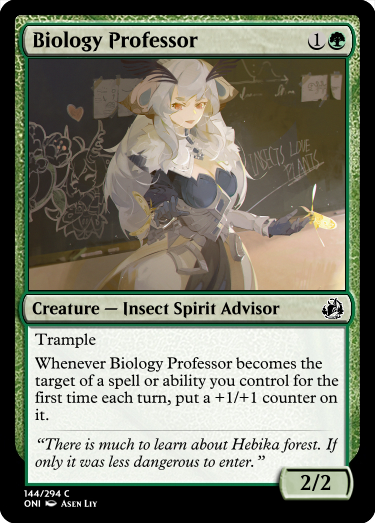 Biology Professor 1
INSECTS LOVE
PLANTS
Creature — Insect Spirit Advisor
Trample
Whenever Biology Professor becomes the
target of a spell or ability you control for the
first time each turn, put a +1/+1 counter on
it.
“There is much to learn about Hebika forest. If
only it was less dangerous to enter.”
2/2
144/294 C
ONI Asen Liy